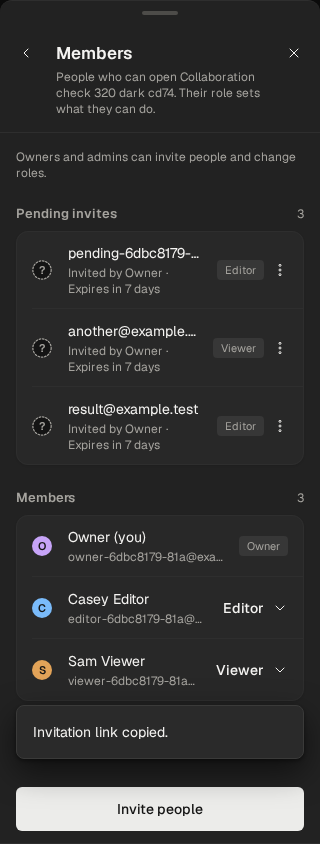 Members
People who can open Collaboration
check 320 dark cd74. Their role sets
what they can do.
Owners and admins can invite people and change
roles.
Pending invites 3
? pending-6dbc8179-... Editor
Invited by Owner ·
Expires in 7 days
? another@example.... Viewer
Invited by Owner ·
Expires in 7 days
? result@example.test Editor
Invited by Owner ·
Expires in 7 days
Members 3
O Owner (you) Owner
owner-6dbc8179-81a@exa...
C Casey Editor Editor
editor-6dbc8179-81a@...
S Sam Viewer Viewer
viewer-6dbc8179-81a...
Invitation link copied.
Invite people